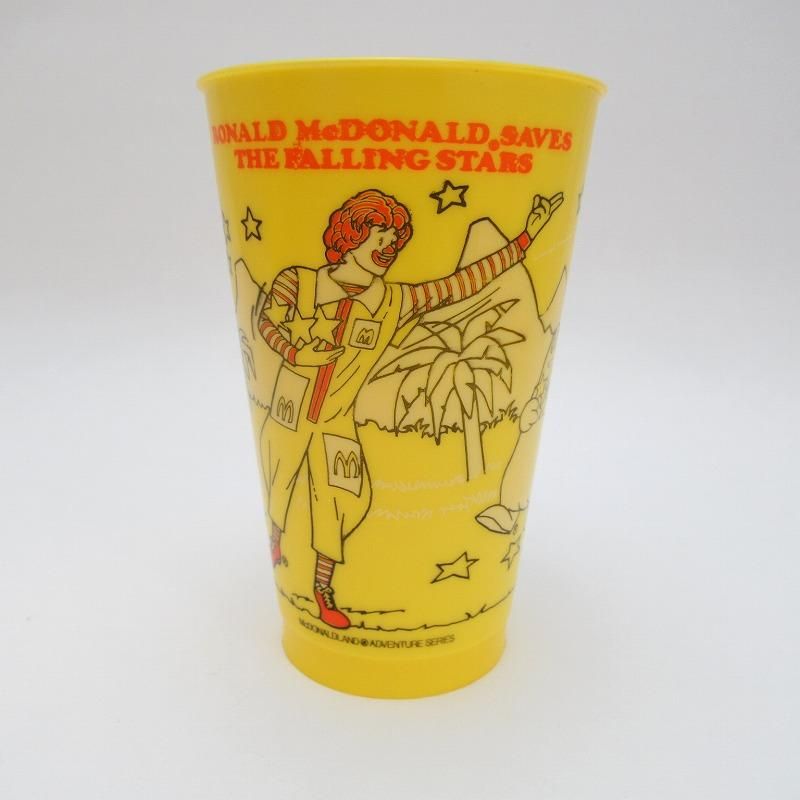 RONALD McDONALD® SAVES
THE FALLING STARS
M
M
M
McDONALDLAND® ADVENTURE SERIES